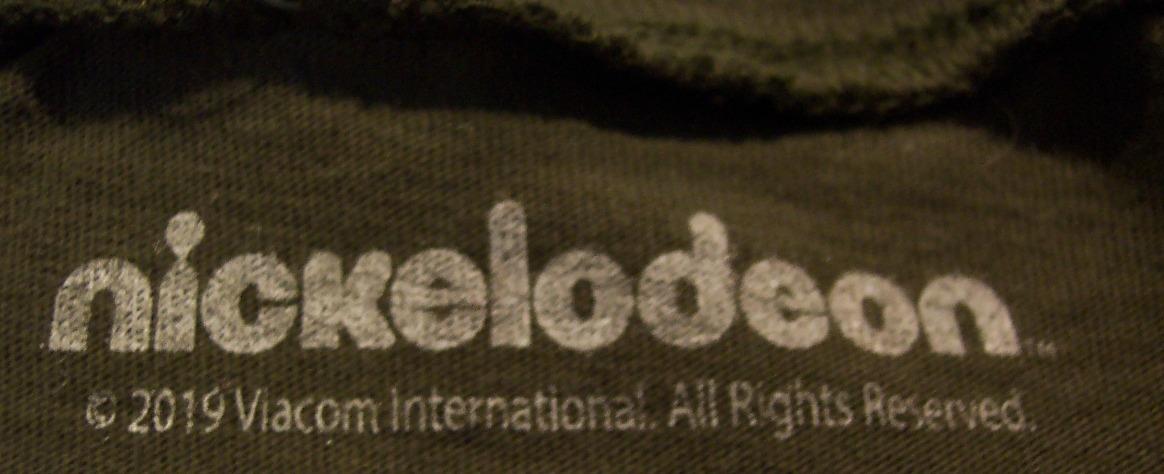 nickelodeon™
© 2019 Viacom International. All Rights Reserved.